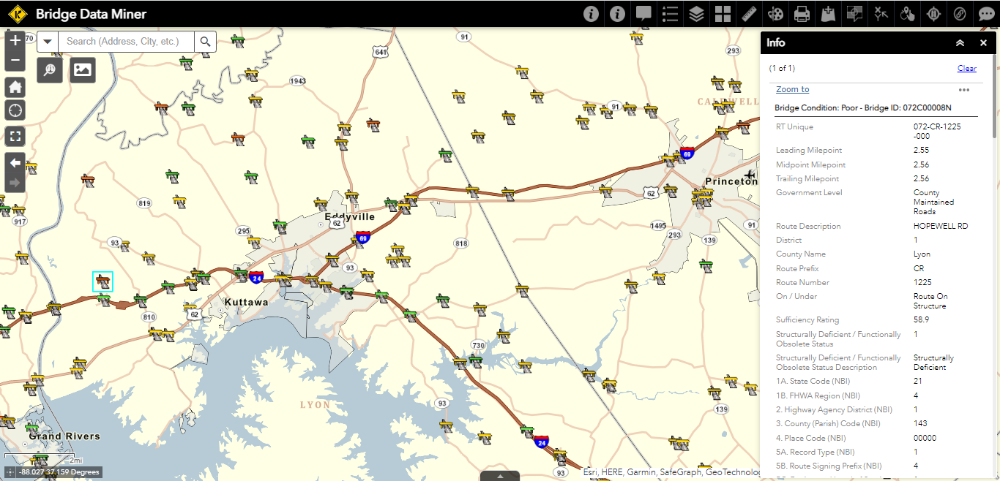 Bridge Data Miner
Search (Address, City, etc.)
Info
(1 of 1)
Clear
Zoom to
Bridge Condition: Poor - Bridge ID: 072C00008N
RT Unique 072-CR-1225
-000
Leading Milepoint 2.55
Midpoint Milepoint 2.56
Trailing Milepoint 2.56
Government Level County
Maintained
Roads
Route Description HOPEWELL RD
District 1
County Name Lyon
Route Prefix CR
Route Number 1225
On / Under Route On
Structure
Sufficiency Rating 58.9
Structurally Deficient / Functionally 1
Obsolete Status
Structurally Deficient / Functionally Structurally
Obsolete Status Description Deficient
1A. State Code (NBI) 21
1B. FHWA Region (NBI) 4
2. Highway Agency District (NBI) 1
3. County (Parish) Code (NBI) 143
4. Place Code (NBI) 00000
5A. Record Type (NBI) 1
5B. Route Signing Prefix (NBI) 4
70
91
641
293
1943
91
69
Princeton
62
819
917
Eddyville
62
295
69
1495
293
139
91
93
818
93
24
Kuttawa
62
810
730
LYON
93
139
Grand Rivers
24
93
2mi
-88.027 37.159 Degrees
Esri, HERE, Garmin, SafeGraph, GeoTechnolog